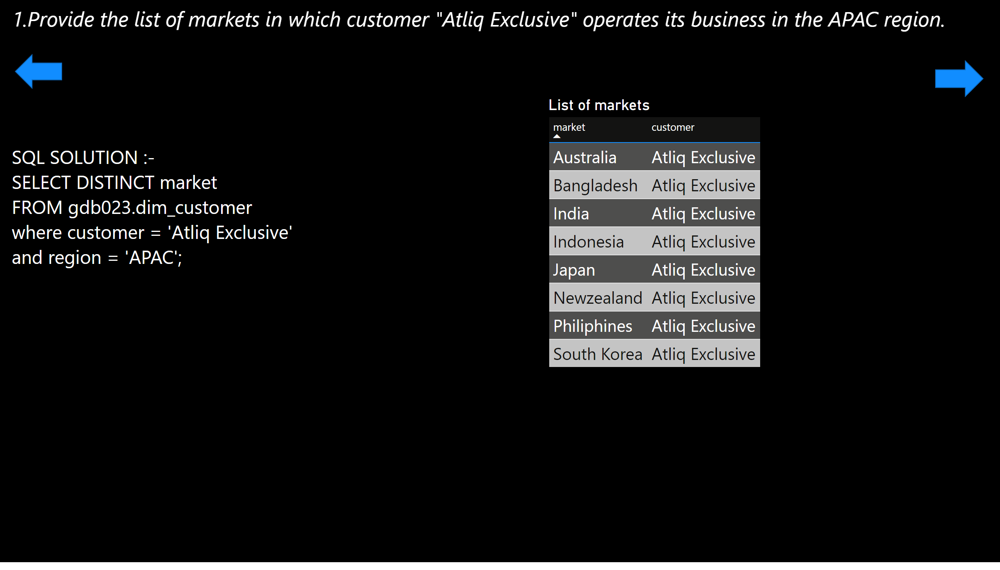 1.Provide the list of markets in which customer "Atliq Exclusive" operates its business in the APAC region.
SQL SOLUTION :-
SELECT DISTINCT market
FROM gdb023.dim_customer
where customer = 'Atliq Exclusive'
and region = 'APAC';
List of markets
market customer
Australia Atliq Exclusive
Bangladesh Atliq Exclusive
India Atliq Exclusive
Indonesia Atliq Exclusive
Japan Atliq Exclusive
Newzealand Atliq Exclusive
Philiphines Atliq Exclusive
South Korea Atliq Exclusive